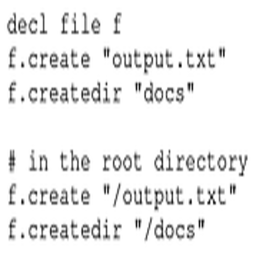 decl file f
f.create "output.txt"
f.createdir "docs"

# in the root directory
f.create "/output.txt"
f.createdir "/docs"